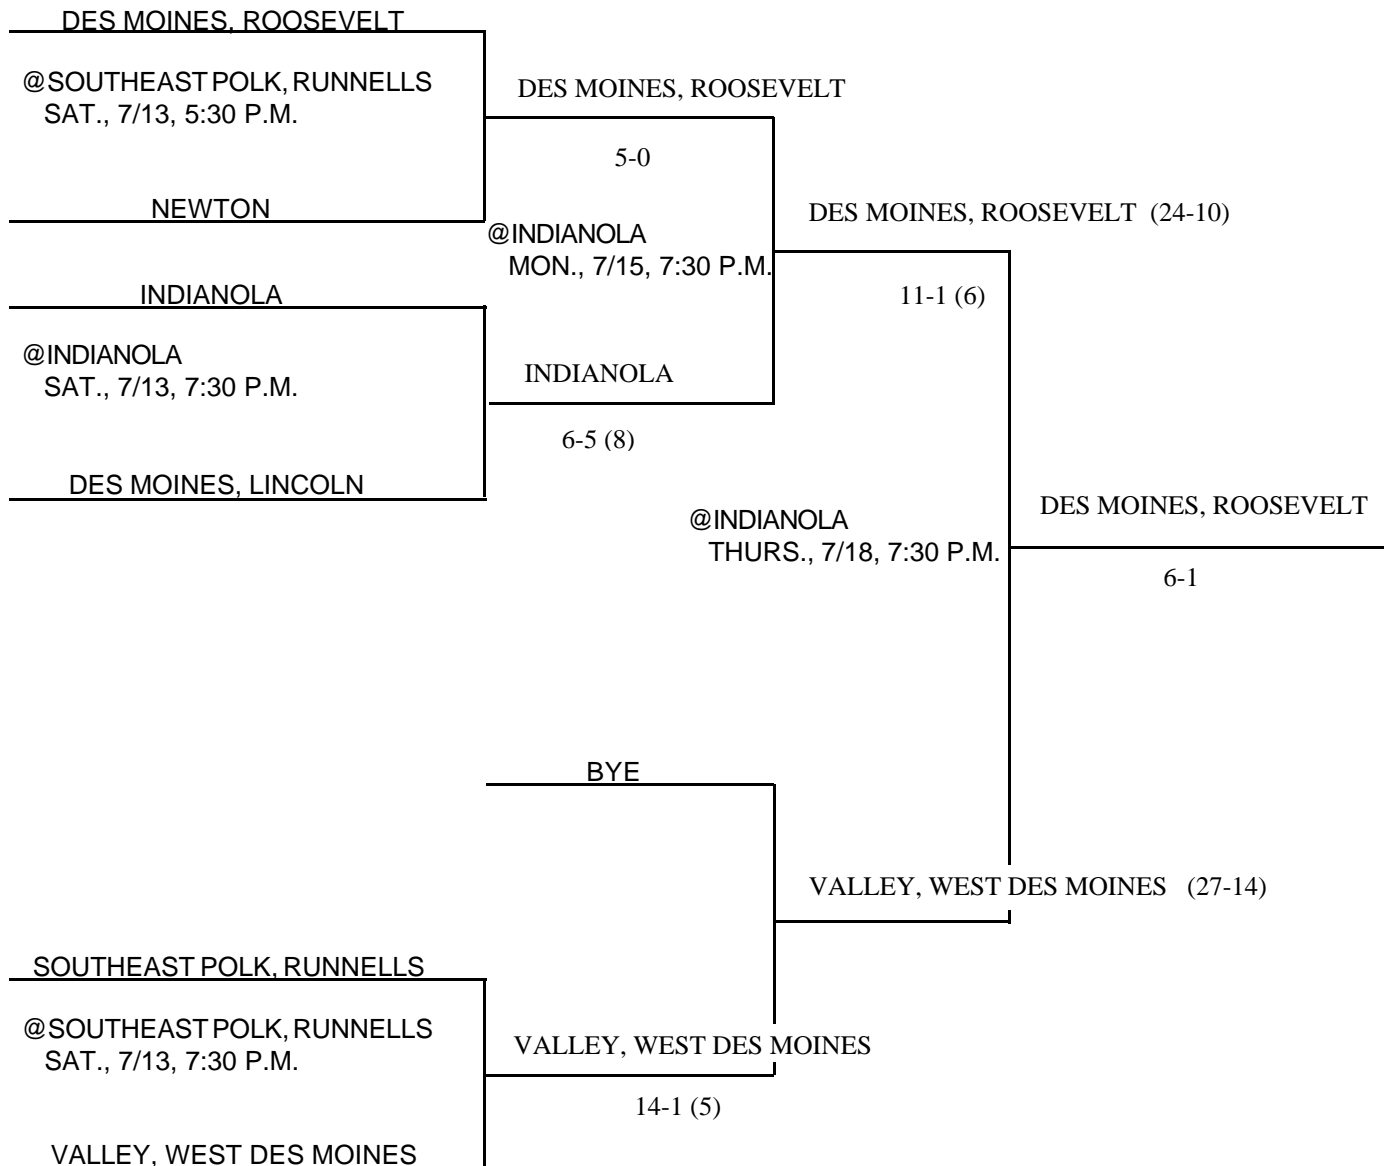 DES MOINES, ROOSEVELT
@SOUTHEAST POLK, RUNNELLS
SAT., 7/13, 5:30 P.M.
DES MOINES, ROOSEVELT
5-0
NEWTON
DES MOINES, ROOSEVELT (24-10)
@INDIANOLA
MON., 7/15, 7:30 P.M.
INDIANOLA
11-1 (6)
@INDIANOLA
SAT., 7/13, 7:30 P.M.
INDIANOLA
6-5 (8)
DES MOINES, LINCOLN
DES MOINES, ROOSEVELT
@INDIANOLA
THURS., 7/18, 7:30 P.M.
6-1
BYE
VALLEY, WEST DES MOINES (27-14)
SOUTHEAST POLK, RUNNELLS
@SOUTHEAST POLK, RUNNELLS
SAT., 7/13, 7:30 P.M.
VALLEY, WEST DES MOINES
14-1 (5)
VALLEY, WEST DES MOINES